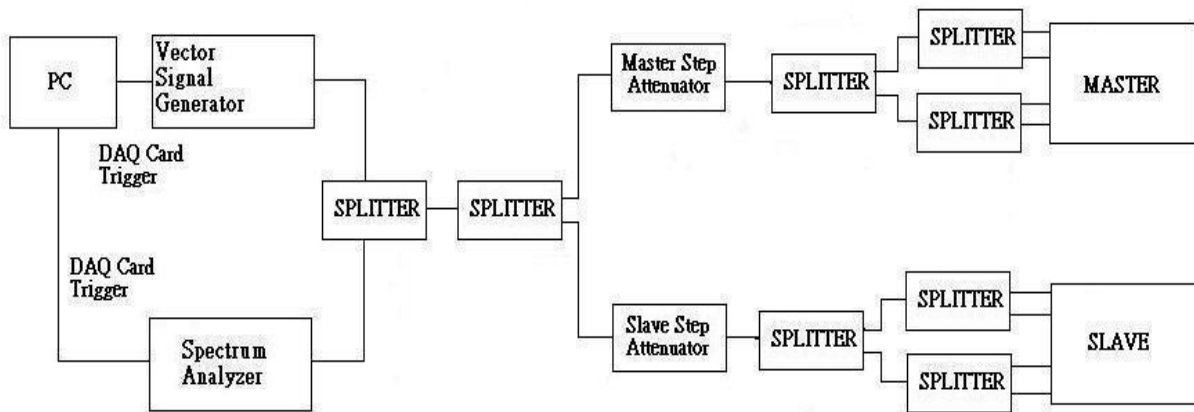 PC
Vector
Signal
Generator
DAQ Card
Trigger
DAQ Card
Trigger
Spectrum
Analyzer
SPLITTER
SPLITTER
Master Step
Attenuator
SPLITTER
SPLITTER
SPLITTER
MASTER
Slave Step
Attenuator
SPLITTER
SPLITTER
SPLITTER
SLAVE